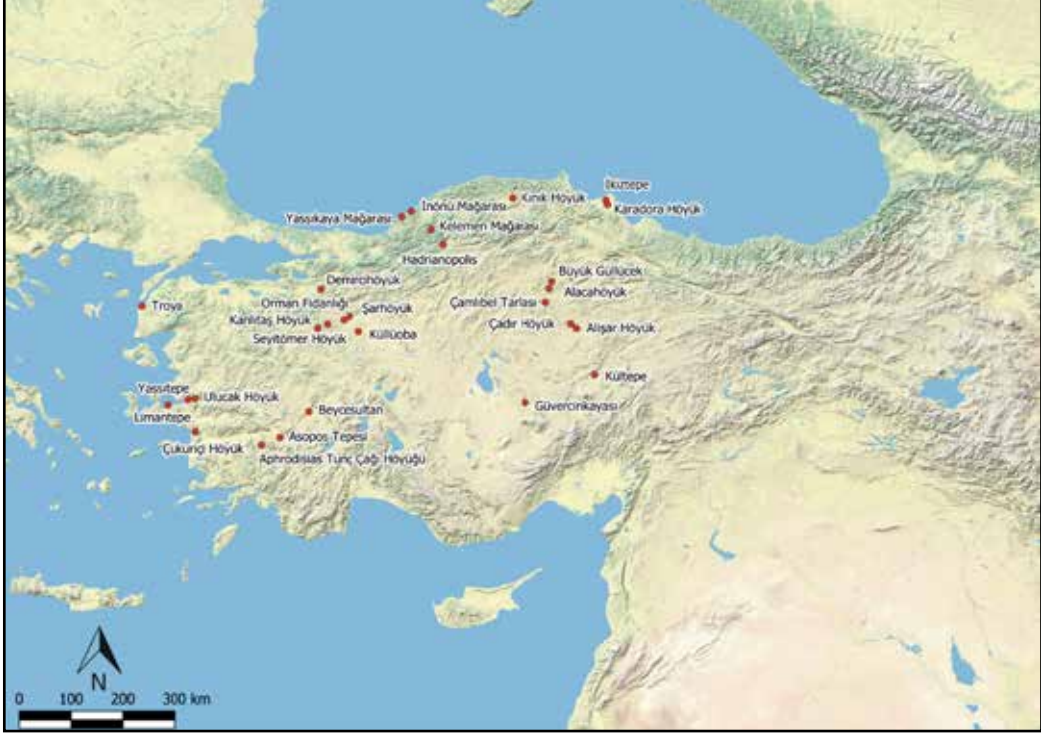 İkiztepe
Kınık Höyük
Karadora Höyük
İnönü Mağarası
Yassıkaya Mağarası
Kelemen Mağarası
Hadrianopolis
Büyük Güllücek
Demircihöyük
Alacahöyük
Orman Fidanlığı
Çamlıbel Tarlası
Troya
Şarhöyük
Kanlıtaş Höyük
Çadır Höyük
Alişar Höyük
Küllüoba
Seyitömer Höyük
Kültepe
Yassıtepe
Ulucak Höyük
Güvercinkayası
Beycesultan
Limantepe
Asopos Tepesi
Çukuriçi Höyük
Aphrodisias Tunç Çağı Höyüğü
N
0 100 200 300 km